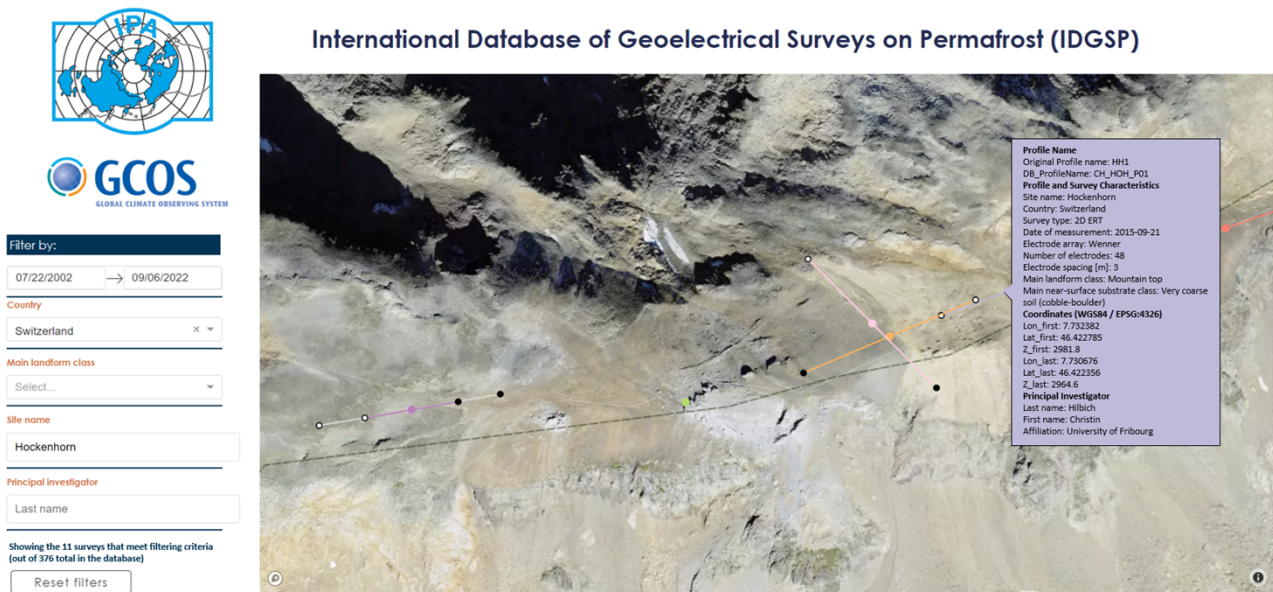 IPA
International Database of Geoelectrical Surveys on Permafrost (IDGSP)
GCOS
GLOBAL CLIMATE OBSERVING SYSTEM
Filter by:
07/22/2002 → 09/06/2022
Country
Switzerland
Main landform class
Select...
Site name
Hockenhorn
Principal investigator
Last name
Showing the 11 surveys that meet filtering criteria
(out of 376 total in the database)
Reset filters
Profile Name
Original Profile name: HH1
DB_ProfileName: CH_HOH_P01
Profile and Survey Characteristics
Site name: Hockenhorn
Country: Switzerland
Survey type: 2D ERT
Date of measurement: 2015-09-21
Electrode array: Wenner
Number of electrodes: 48
Electrode spacing [m]: 3
Main landform class: Mountain top
Main near-surface substrate class: Very coarse
soil (cobble-boulder)
Coordinates (WGS84 / EPSG:4326)
Lon_first: 7.732382
Lat_first: 46.422785
Z_first: 2981.8
Lon_last: 7.730676
Lat_last: 46.422356
Z_last: 2964.6
Principal Investigator
Last name: Hilbich
First name: Christin
Affiliation: University of Fribourg